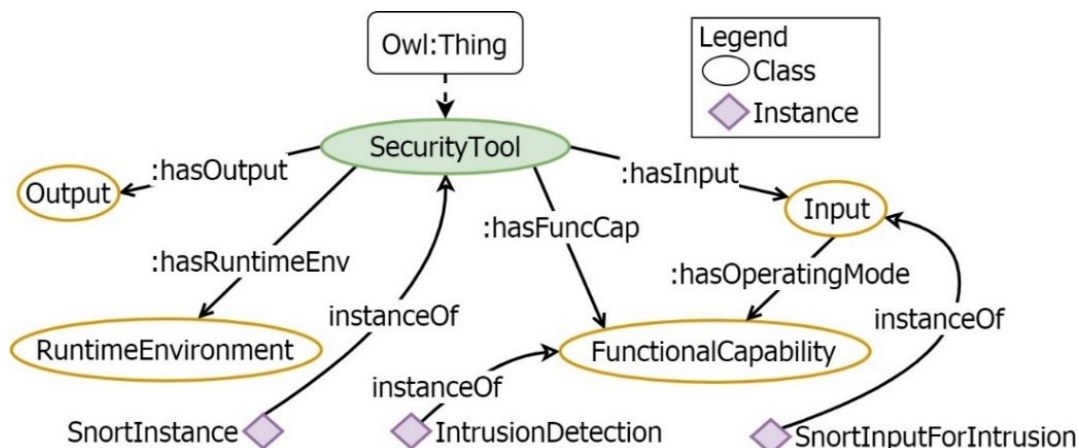 Owl:Thing
Legend
Class
Instance
SecurityTool
:hasOutput
:hasInput
Output
Input
:hasFuncCap
:hasRuntimeEnv
:hasOperatingMode
instanceOf
instanceOf
RuntimeEnvironment
FunctionalCapability
instanceOf
SnortInstance
IntrusionDetection
SnortInputForIntrusion